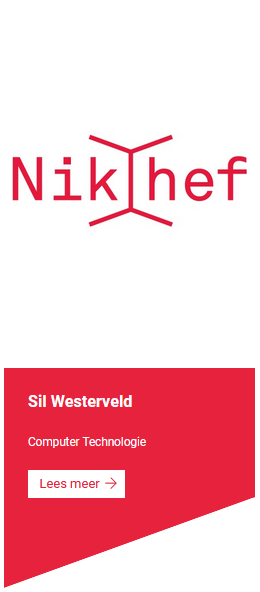 Nikhef
Sil Westerveld
Computer Technologie
Lees meer →